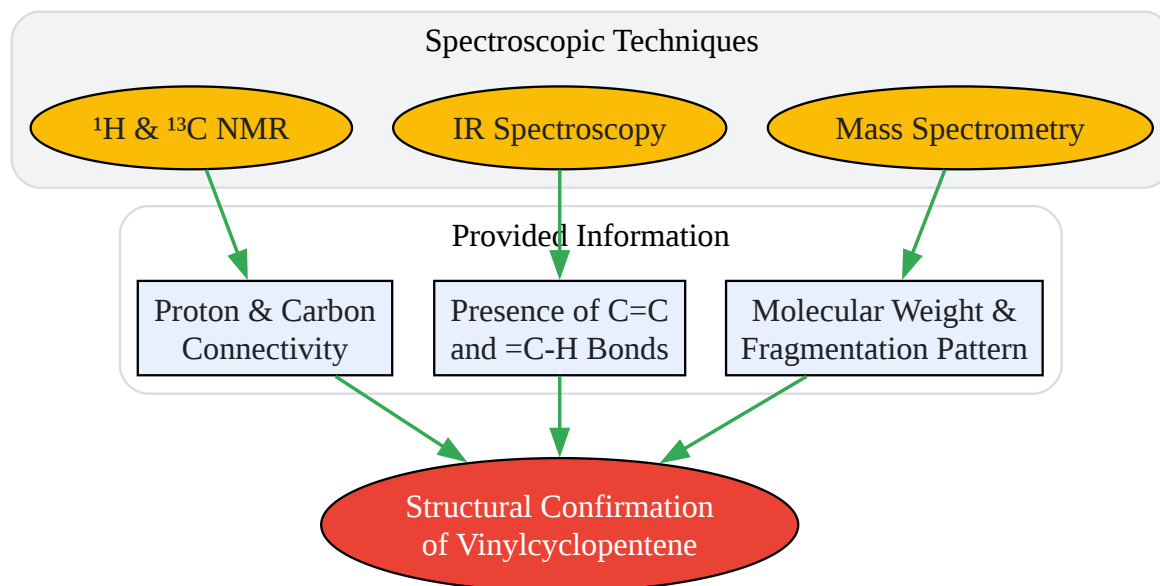 Spectroscopic Techniques
¹H & ¹³C NMR
IR Spectroscopy
Mass Spectrometry
Provided Information
Proton & Carbon
Connectivity
Presence of C=C
and =C-H Bonds
Molecular Weight &
Fragmentation Pattern
Structural Confirmation
of Vinylcyclopentene